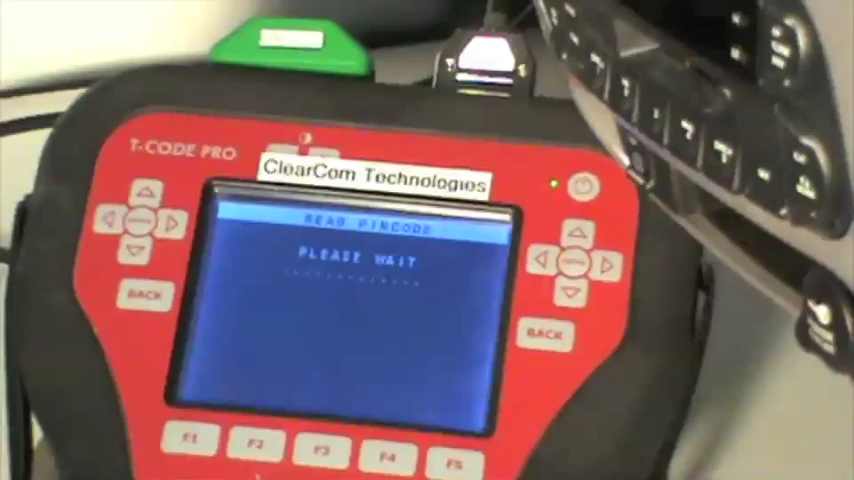 T-CODE PRO
ClearCom Technologies
READ PINCODE
PLEASE WAIT
BACK
BACK
F1
F2
F3
F4
F5